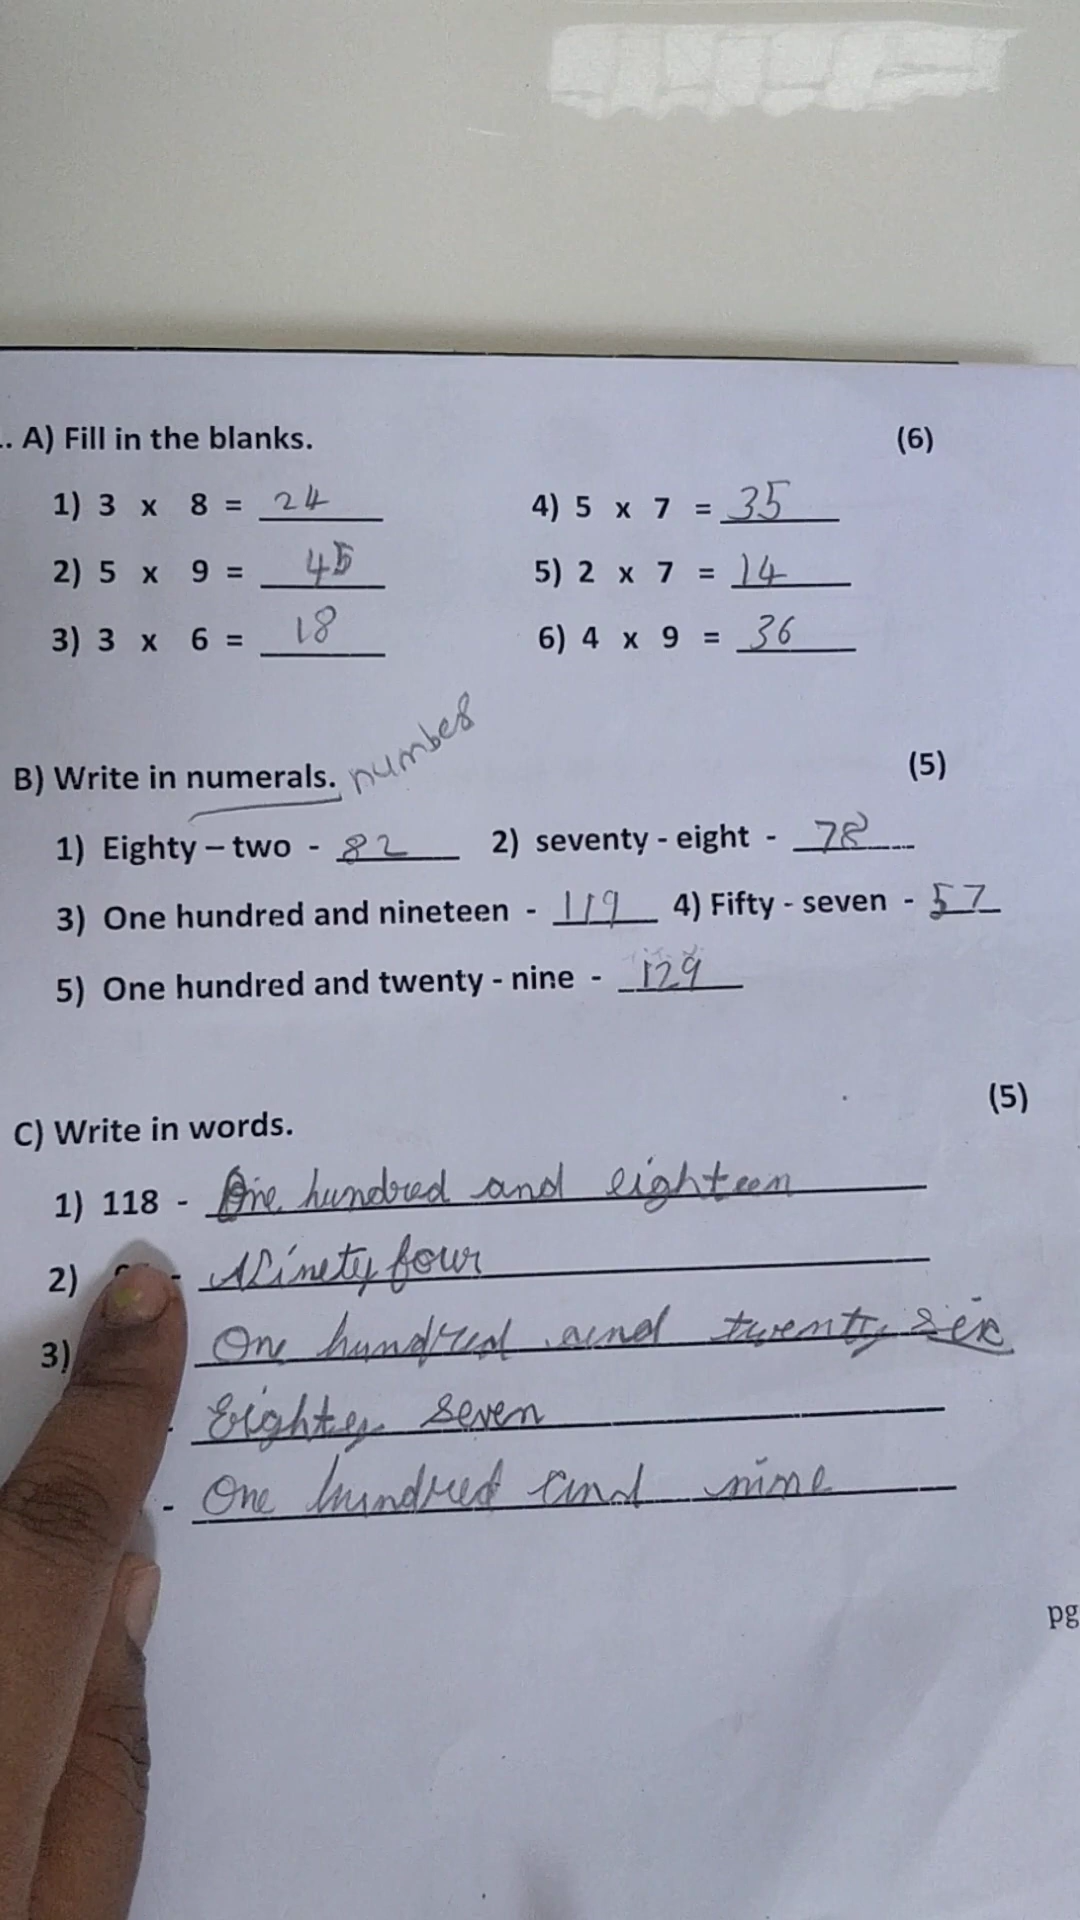 A) Fill in the blanks. (6)
1) 3 x 8 = 24 4) 5 x 7 = 35
2) 5 x 9 = 45 5) 2 x 7 = 14
3) 3 x 6 = 18 6) 4 x 9 = 36
B) Write in numerals. number (5)
1) Eighty – two - 82 2) seventy - eight - 78
3) One hundred and nineteen - 119 4) Fifty - seven - 57
5) One hundred and twenty - nine - 129
(5)
C) Write in words.
1) 118 - One hundred and eighteen
2) - Ninety four
3) One hundred and twenty six
Eighty seven
- One hundred and nine
pg